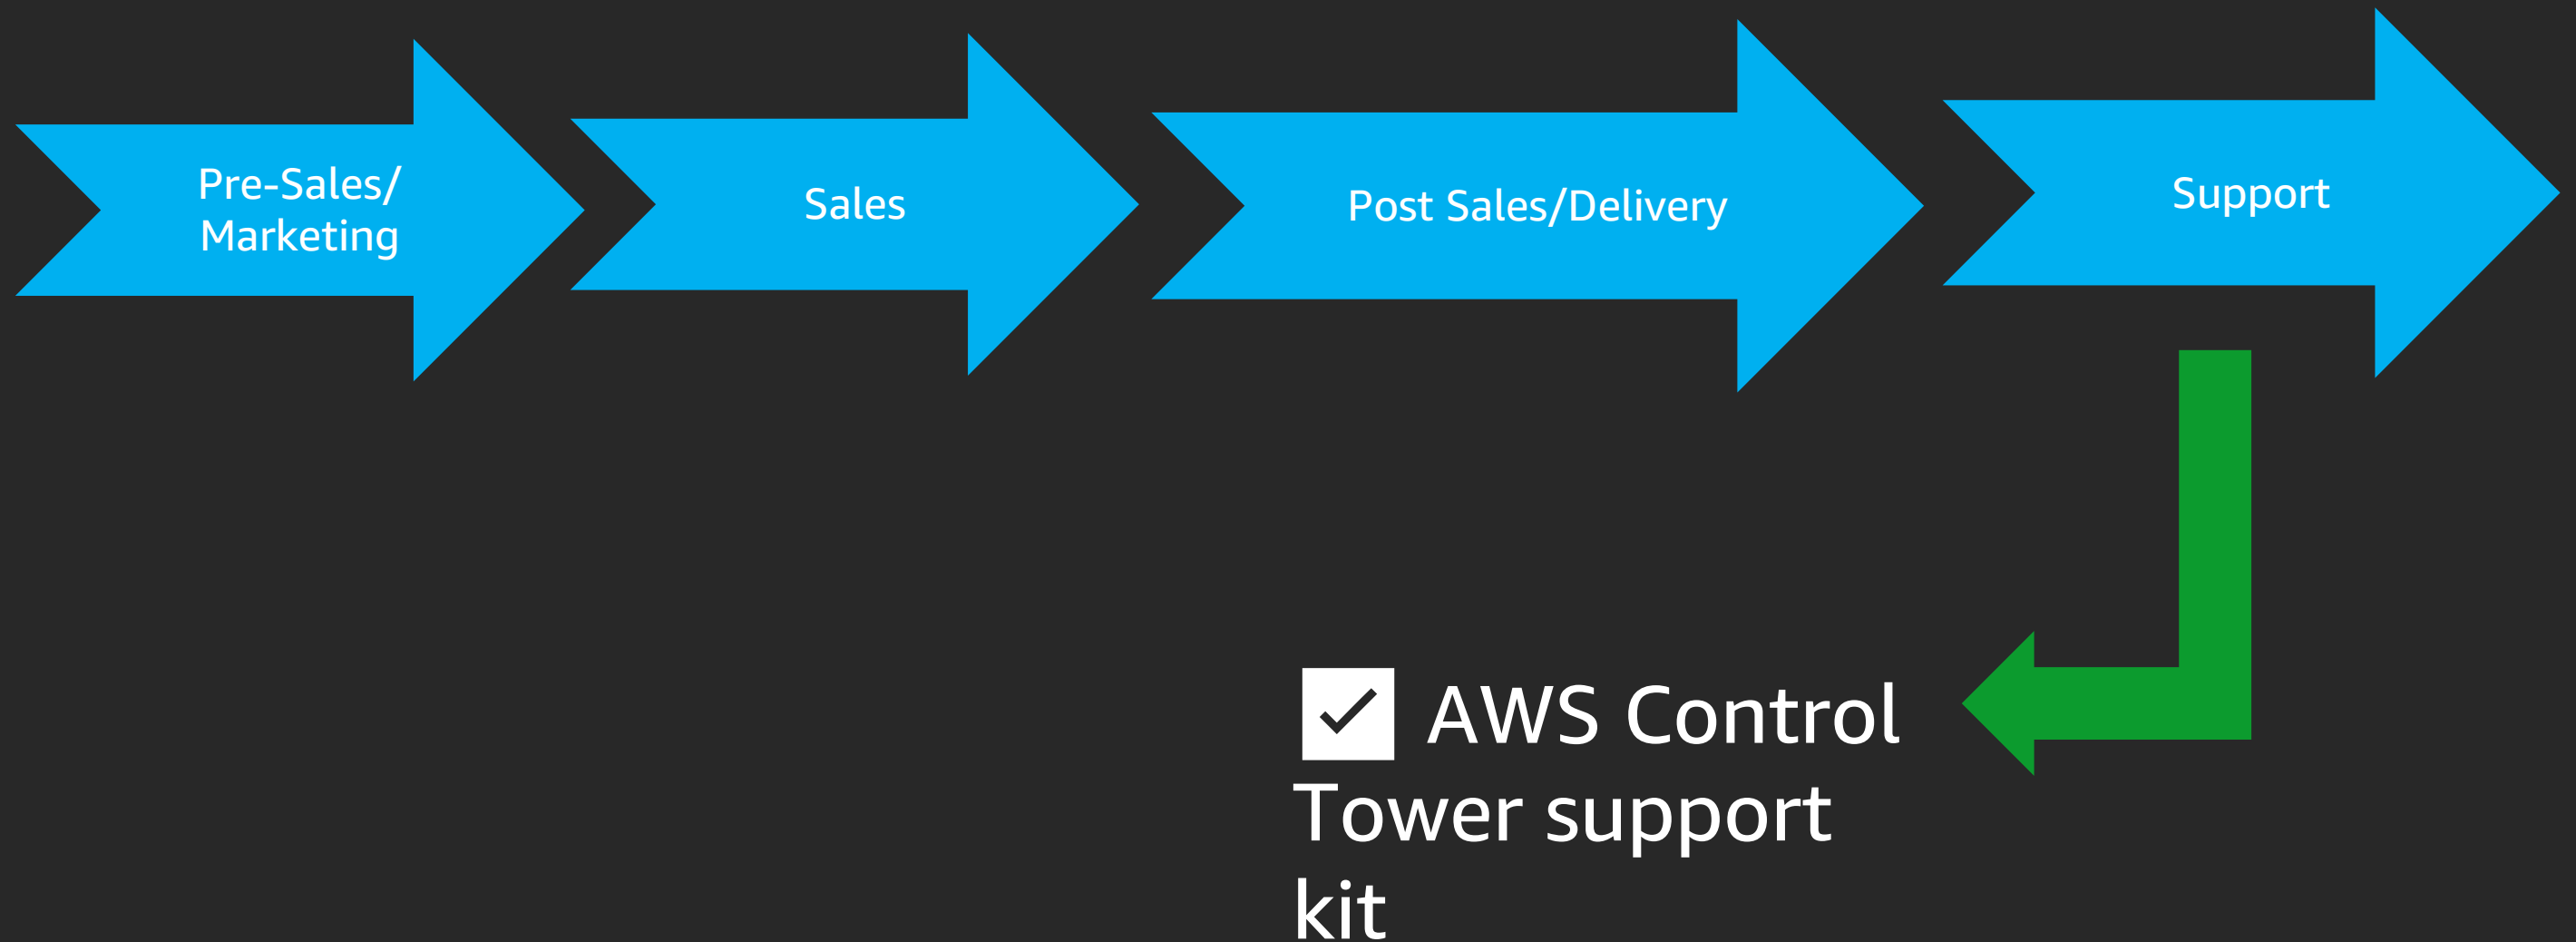 Pre-Sales/
Marketing
Sales
Post Sales/Delivery
Support
AWS Control
Tower support
kit